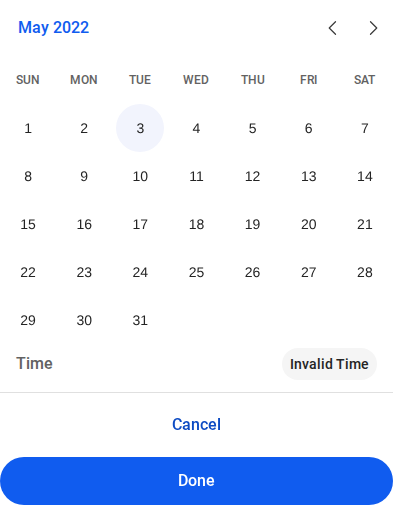 May 2022
SUN MON TUE WED THU FRI SAT
1 2 3 4 5 6 7
8 9 10 11 12 13 14
15 16 17 18 19 20 21
22 23 24 25 26 27 28
29 30 31
Time Invalid Time
Cancel
Done